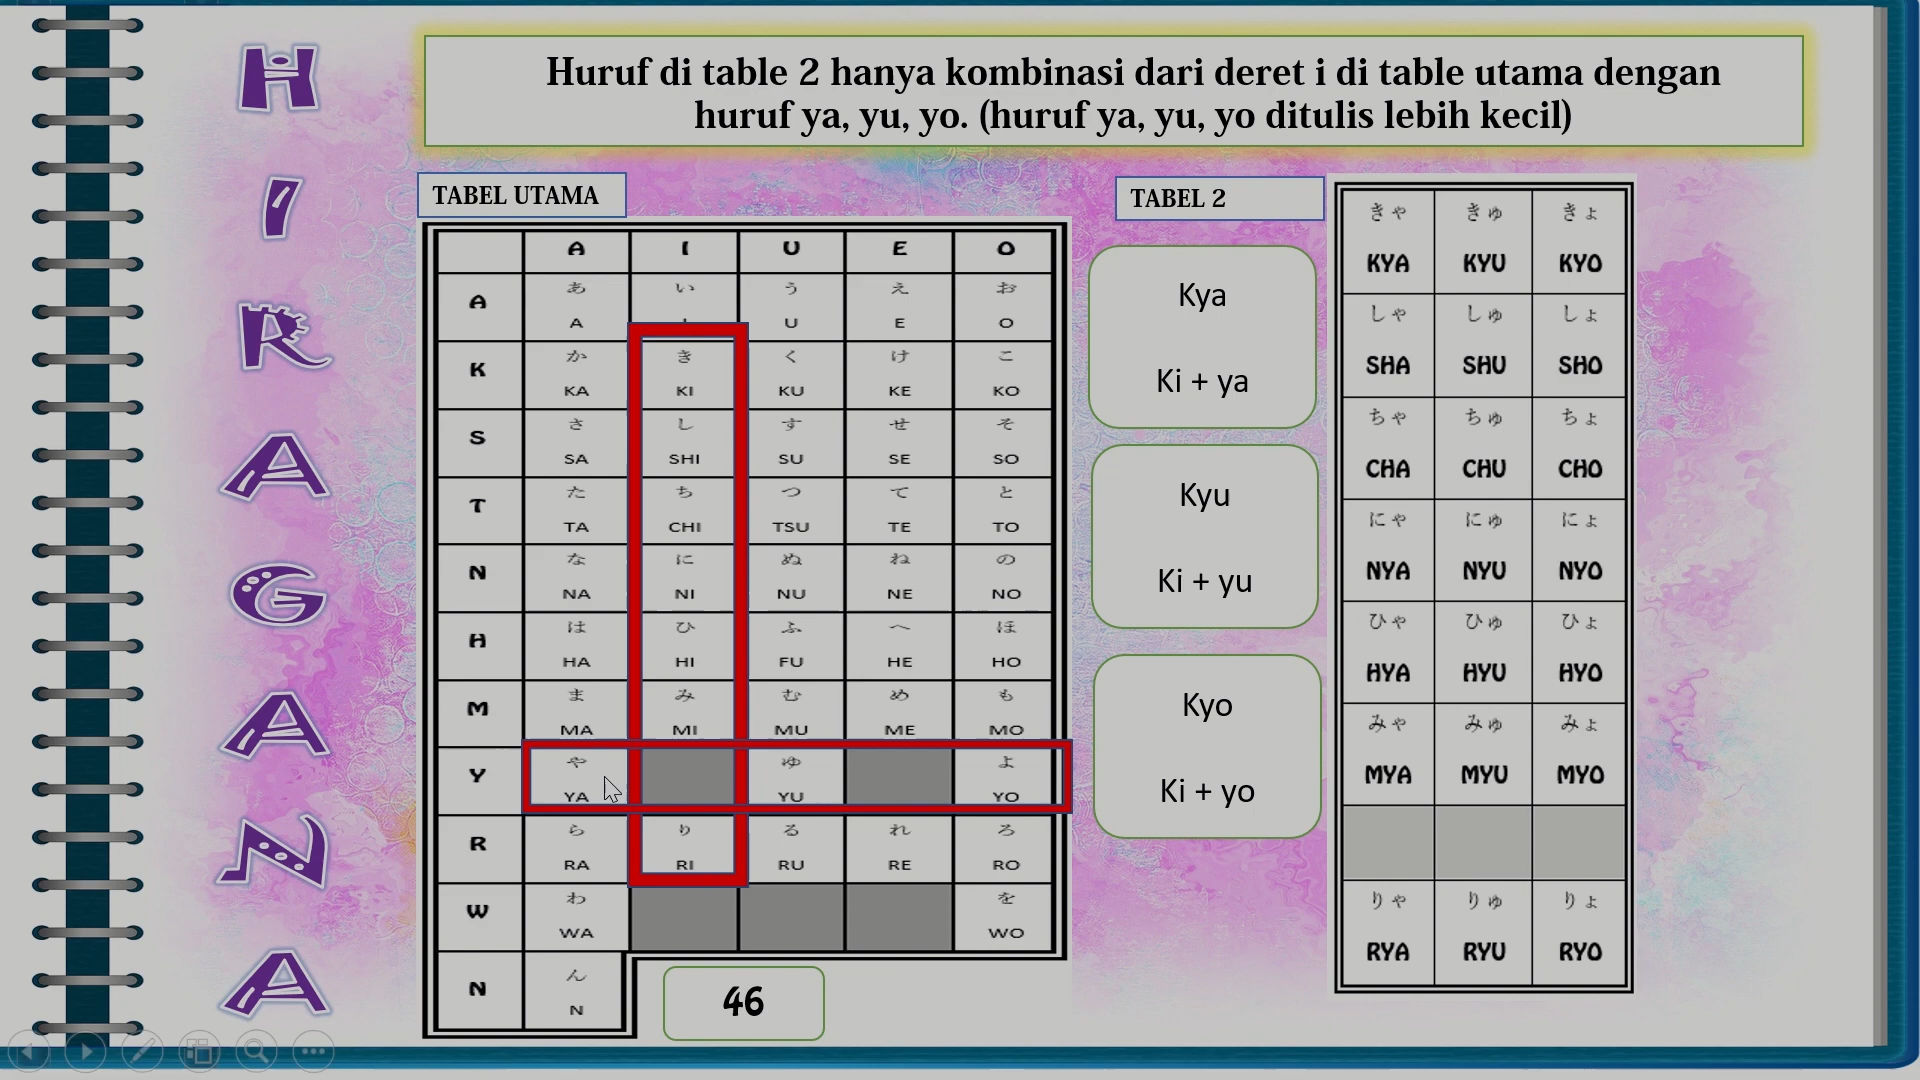 HIRAGANA
Huruf di table 2 hanya kombinasi dari deret i di table utama dengan
huruf ya, yu, yo. (huruf ya, yu, yo ditulis lebih kecil)
TABEL UTAMA
A I U E O
A あ い う え お
A U E O
K か き く け こ
KA KI KU KE KO
S さ し す せ そ
SA SHI SU SE SO
T た ち つ て と
TA CHI TSU TE TO
N な に ぬ ね の
NA NI NU NE NO
H は ひ ふ へ ほ
HA HI FU HE HO
M ま み む め も
MA MI MU ME MO
Y や ゆ よ
YA YU YO
R ら り る れ ろ
RA RI RU RE RO
W わ を
WA WO
N ん
N
46
TABEL 2
Kya
Ki + ya
Kyu
Ki + yu
Kyo
Ki + yo
きゃ きゅ きょ
KYA KYU KYO
しゃ しゅ しょ
SHA SHU SHO
ちゃ ちゅ ちょ
CHA CHU CHO
にゃ にゅ にょ
NYA NYU NYO
ひゃ ひゅ ひょ
HYA HYU HYO
みゃ みゅ みょ
MYA MYU MYO
りゃ りゅ りょ
RYA RYU RYO